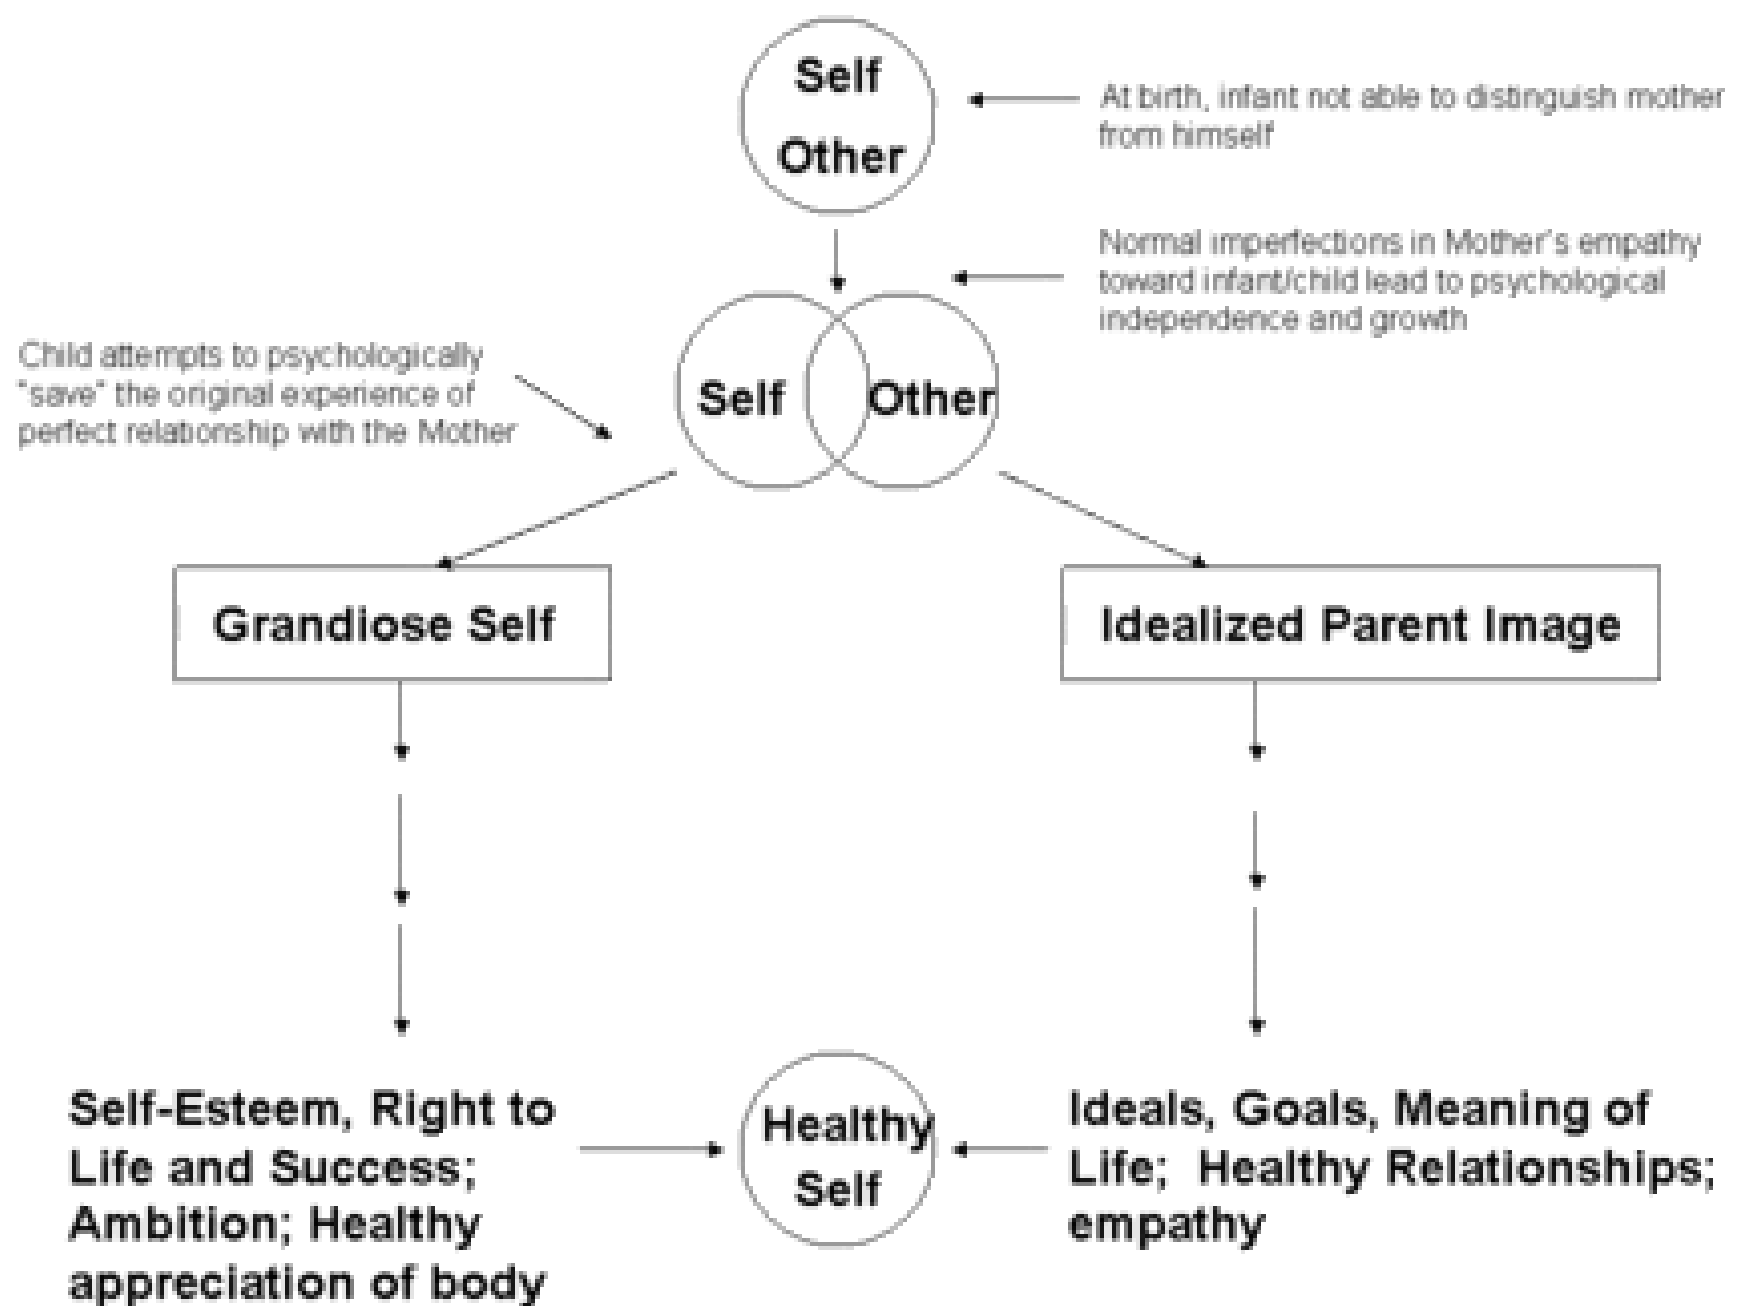 Self
Other
At birth, infant not able to distinguish mother
from himself
Normal imperfections in Mother's empathy
toward infant/child lead to psychological
independence and growth
Child attempts to psychologically
"save" the original experience of
perfect relationship with the Mother
Self
Other
Grandiose Self
Idealized Parent Image
Self-Esteem, Right to
Life and Success;
Ambition; Healthy
appreciation of body
Healthy
Self
Ideals, Goals, Meaning of
Life; Healthy Relationships;
empathy